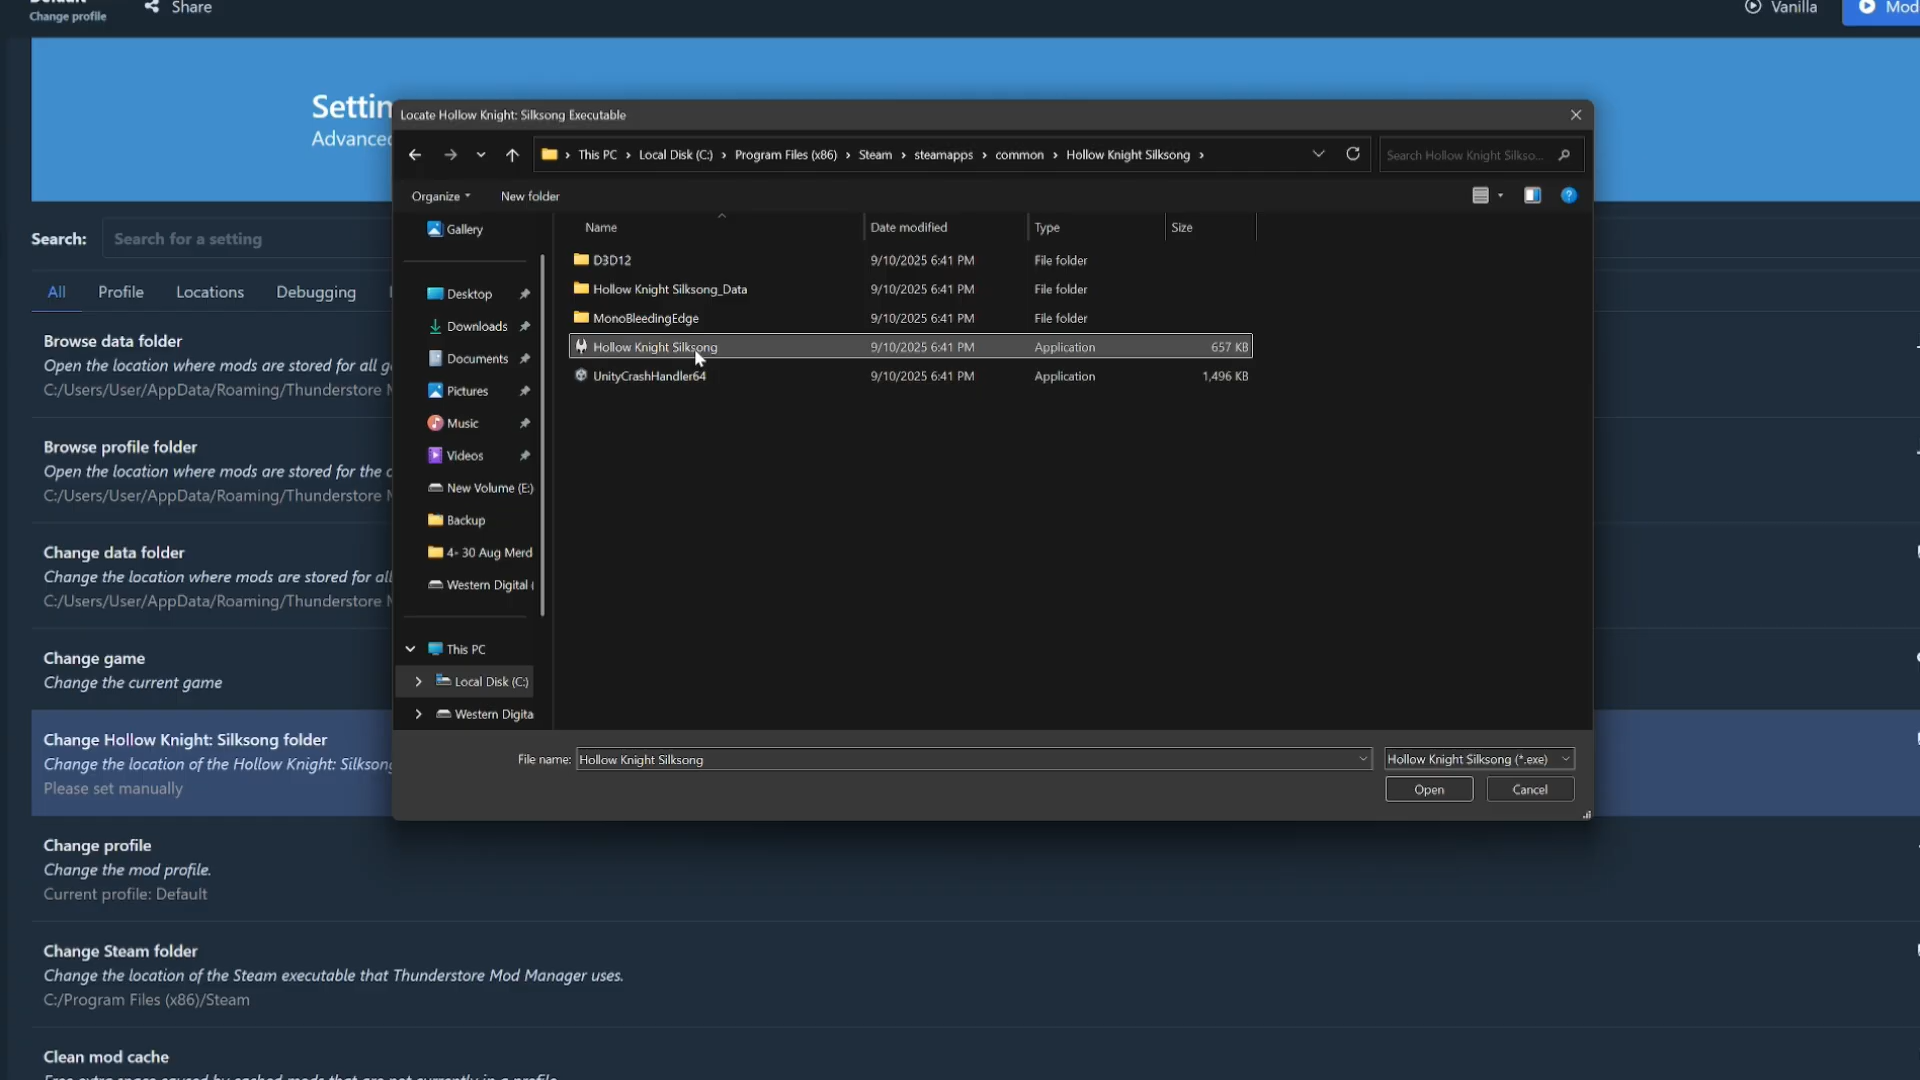 Change profile
Share
Vanilla
Locate Hollow Knight: Silksong Executable
This PC › Local Disk (C:) › Program Files (x86) › Steam › steamapps › common › Hollow Knight Silksong ›
Search Hollow Knight Silkso...
Organize
New folder
Gallery
Desktop
Downloads
Documents
Pictures
Music
Videos
New Volume (E:)
Backup
4- 30 Aug Merd
Western Digital (
This PC
Local Disk (C:)
Western Digita
Name Date modified Type Size
D3D12 9/10/2025 6:41 PM File folder
Hollow Knight Silksong_Data 9/10/2025 6:41 PM File folder
MonoBleedingEdge 9/10/2025 6:41 PM File folder
Hollow Knight Silksong 9/10/2025 6:41 PM Application 657 KB
UnityCrashHandler64 9/10/2025 6:41 PM Application 1,496 KB
File name: Hollow Knight Silksong
Hollow Knight Silksong (*.exe)
Open
Cancel
Settin
Advanced
Search: Search for a setting
All Profile Locations Debugging
Browse data folder
Open the location where mods are stored for all g
C:/Users/User/AppData/Roaming/Thunderstore M
Browse profile folder
Open the location where mods are stored for the c
C:/Users/User/AppData/Roaming/Thunderstore M
Change data folder
Change the location where mods are stored for all
C:/Users/User/AppData/Roaming/Thunderstore M
Change game
Change the current game
Change Hollow Knight: Silksong folder
Change the location of the Hollow Knight: Silksong
Please set manually
Change profile
Change the mod profile.
Current profile: Default
Change Steam folder
Change the location of the Steam executable that Thunderstore Mod Manager uses.
C:/Program Files (x86)/Steam
Clean mod cache